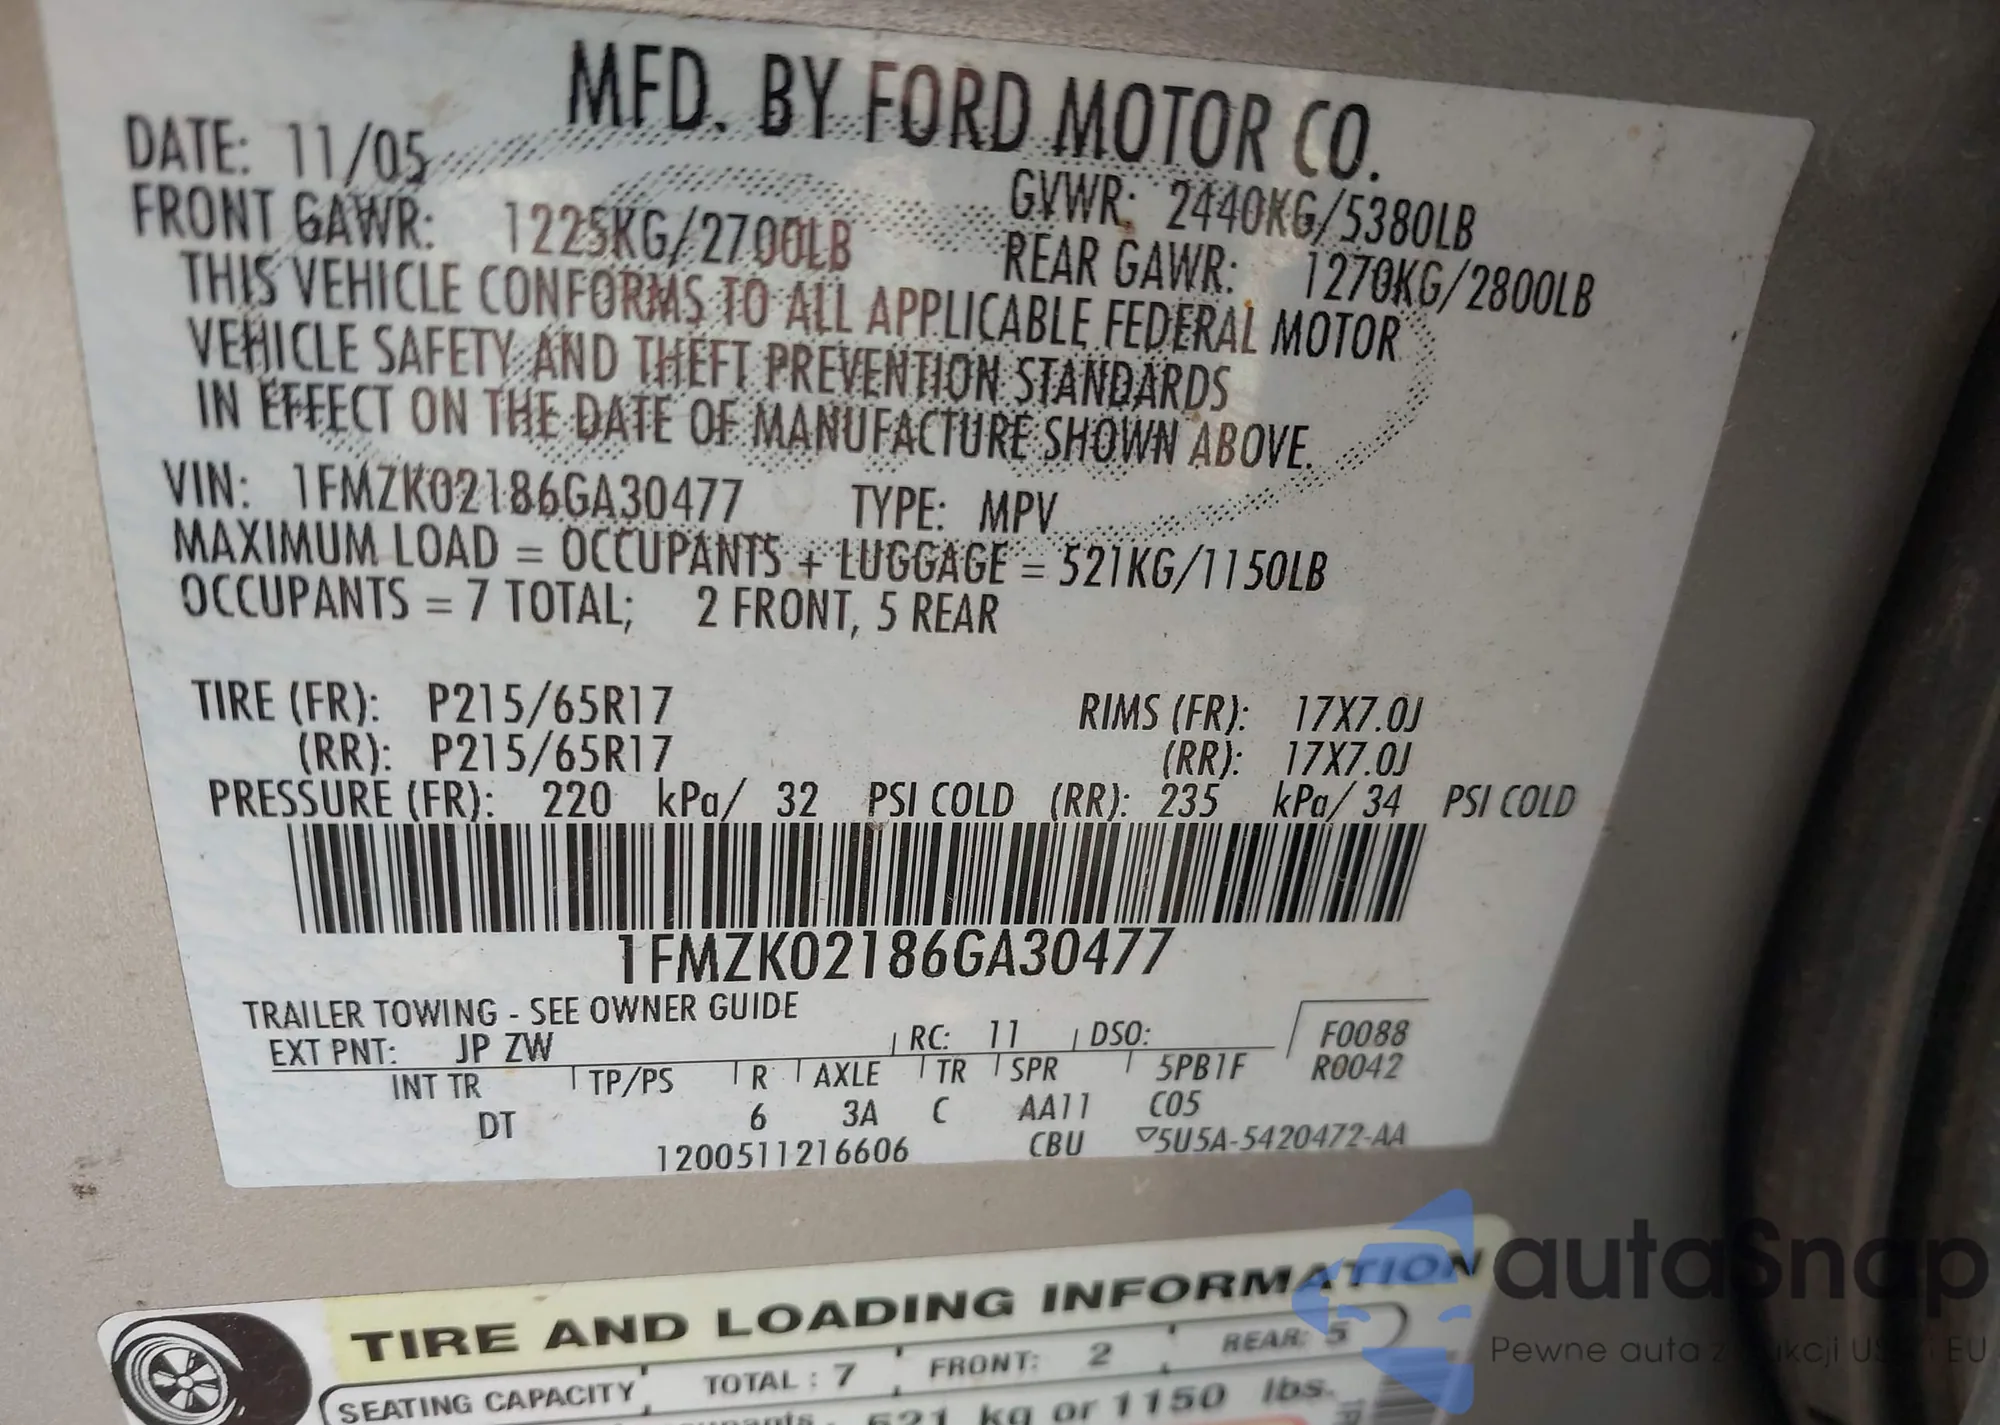 MFD. BY FORD MOTOR CO.
DATE: 11/05
GVWR: 2440KG/5380LB
FRONT GAWR: 1225KG/2700LB
REAR GAWR: 1270KG/2800LB
THIS VEHICLE CONFORMS TO ALL APPLICABLE FEDERAL MOTOR
VEHICLE SAFETY AND THEFT PREVENTION STANDARDS
IN EFFECT ON THE DATE OF MANUFACTURE SHOWN ABOVE.
VIN: 1FMZK02186GA30477 TYPE: MPV
MAXIMUM LOAD = OCCUPANTS + LUGGAGE = 521KG/1150LB
OCCUPANTS = 7 TOTAL; 2 FRONT, 5 REAR
TIRE (FR): P215/65R17 RIMS (FR): 17X7.0J
(RR): P215/65R17 (RR): 17X7.0J
PRESSURE (FR): 220 kPa/ 32 PSI COLD (RR): 235 kPa/ 34 PSI COLD
1FMZK02186GA30477
TRAILER TOWING - SEE OWNER GUIDE
EXT PNT: JP ZW RC: 11 DSO: F0088
INT TR TP/PS R AXLE TR SPR 5PB1F R0042
DT 6 3A C AA11 C05
1200511216606 CBU 5U5A-5420472-AA
TIRE AND LOADING INFORMATION
SEATING CAPACITY TOTAL : 7 FRONT: 2 REAR: 5
521 kg or 1150 lbs.
autaSnap
Pewne auta z EU